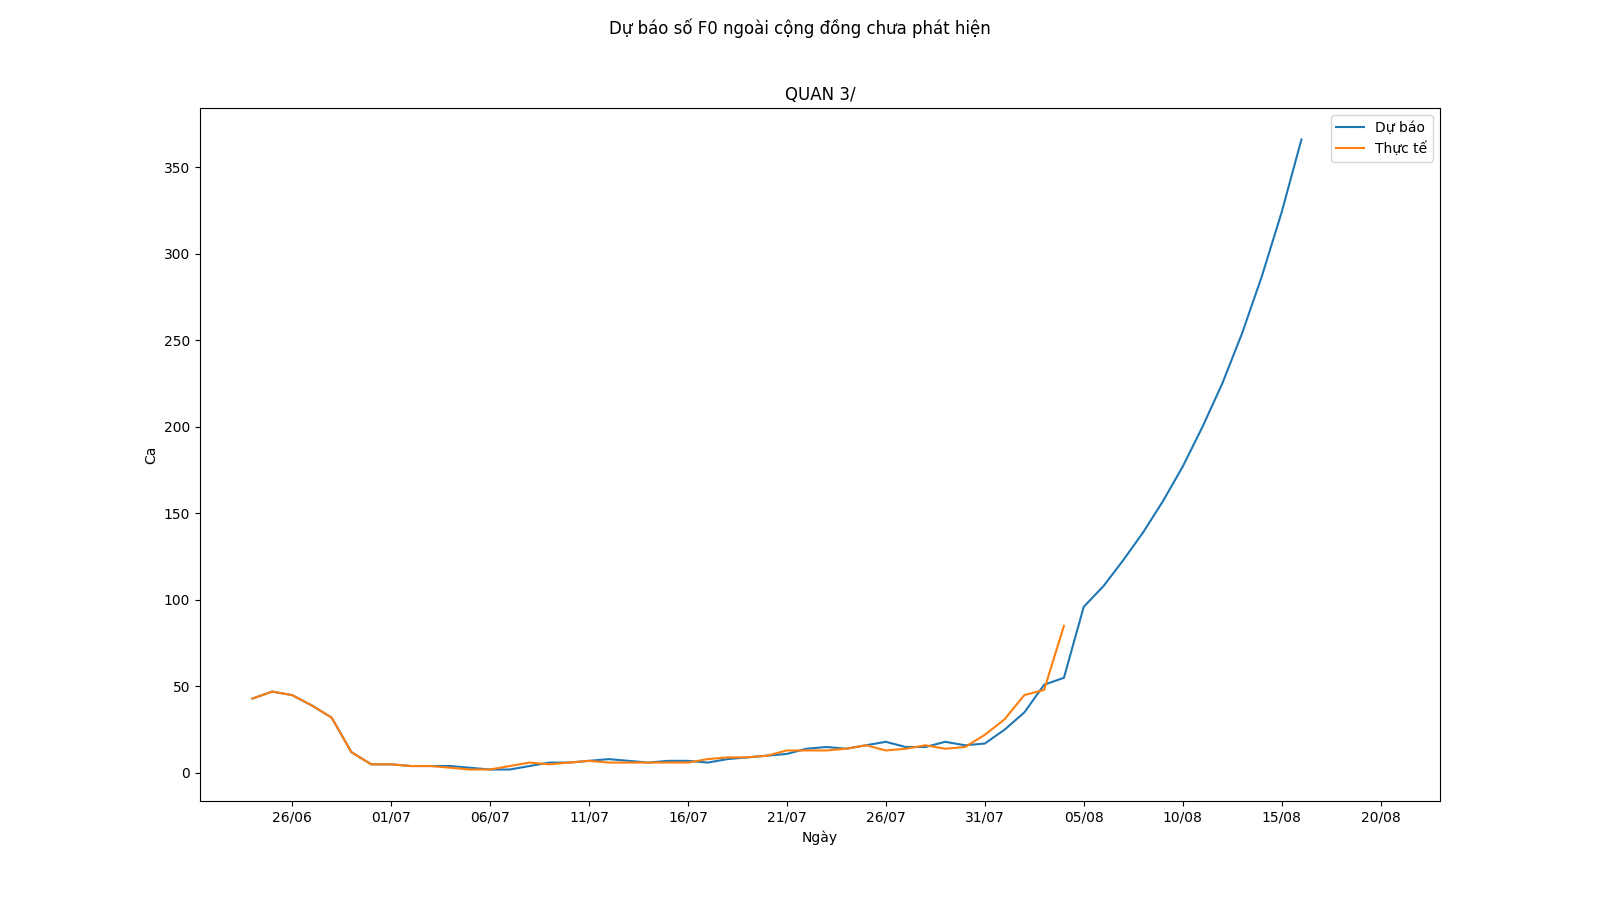 Dự báo số F0 ngoài cộng đồng chưa phát hiện
QUAN 3/
Dự báo
Thực tế
350
300
250
200
150
100
50
0
Ca
26/06 01/07 06/07 11/07 16/07 21/07 26/07 31/07 05/08 10/08 15/08 20/08
Ngày